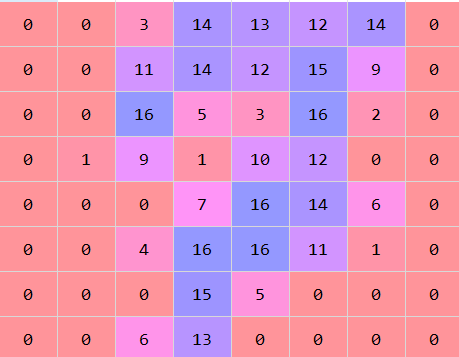 0 0 3 14 13 12 14 0
0 0 11 14 12 15 9 0
0 0 16 5 3 16 2 0
0 1 9 1 10 12 0 0
0 0 0 7 16 14 6 0
0 0 4 16 16 11 1 0
0 0 0 15 5 0 0 0
0 0 6 13 0 0 0 0